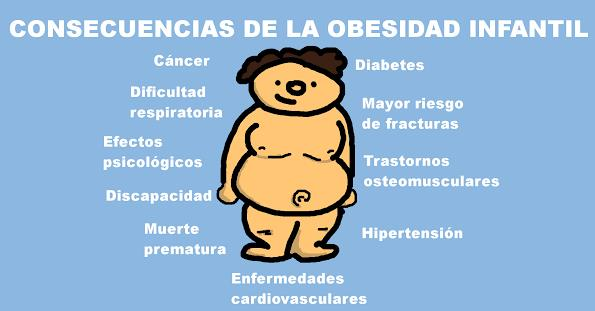 CONSECUENCIAS DE LA OBESIDAD INFANTIL
Cáncer
Dificultad
respiratoria
Efectos
psicológicos
Discapacidad
Muerte
prematura
Diabetes
Mayor riesgo
de fracturas
Trastornos
osteomusculares
Hipertensión
Enfermedades
cardiovasculares